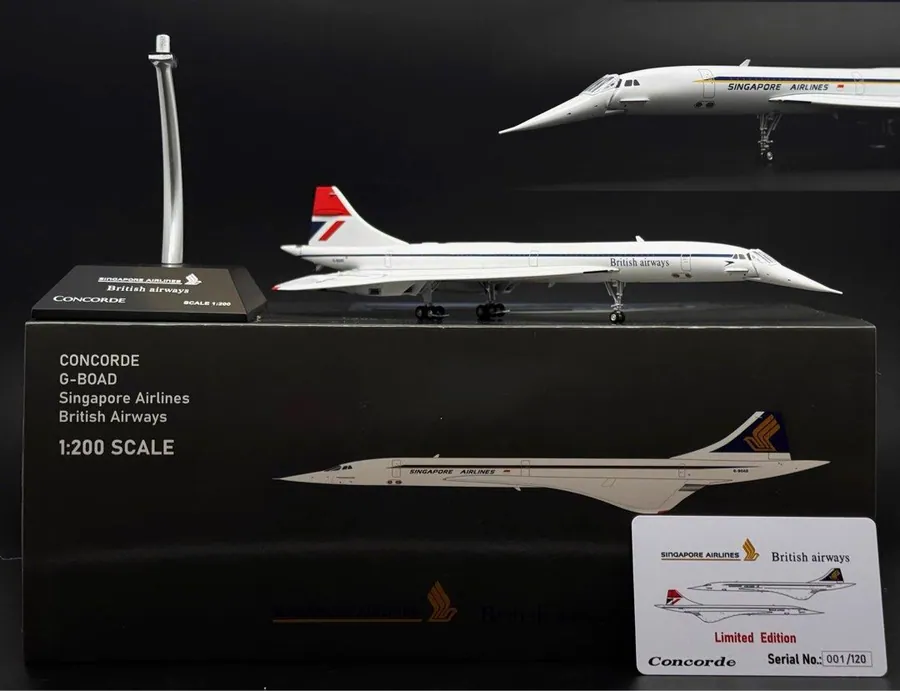 SINGAPORE AIRLINES
British airways
SINGAPORE AIRLINES
British airways
CONCORDE
SCALE 1:200
CONCORDE
G-BOAD
Singapore Airlines
British Airways
1:200 SCALE
SINGAPORE AIRLINES
SINGAPORE AIRLINES
British airways
Limited Edition
Concorde
Serial No.: 001/120